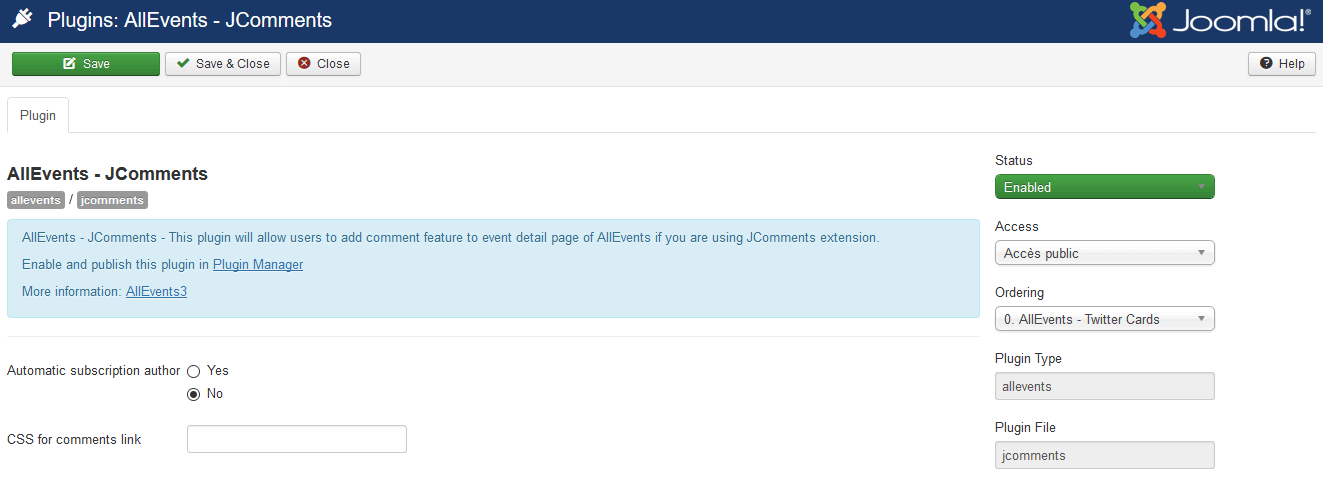 Plugins: AllEvents - JComments
Joomla!®
Save
Save & Close
Close
Help
Plugin
AllEvents - JComments
allevents / jcomments
AllEvents - JComments - This plugin will allow users to add comment feature to event detail page of AllEvents if you are using JComments extension.
Enable and publish this plugin in Plugin Manager
More information: AllEvents3
Automatic subscription author
Yes
No
CSS for comments link
Status
Enabled
Access
Accès public
Ordering
0. AllEvents - Twitter Cards
Plugin Type
allevents
Plugin File
jcomments